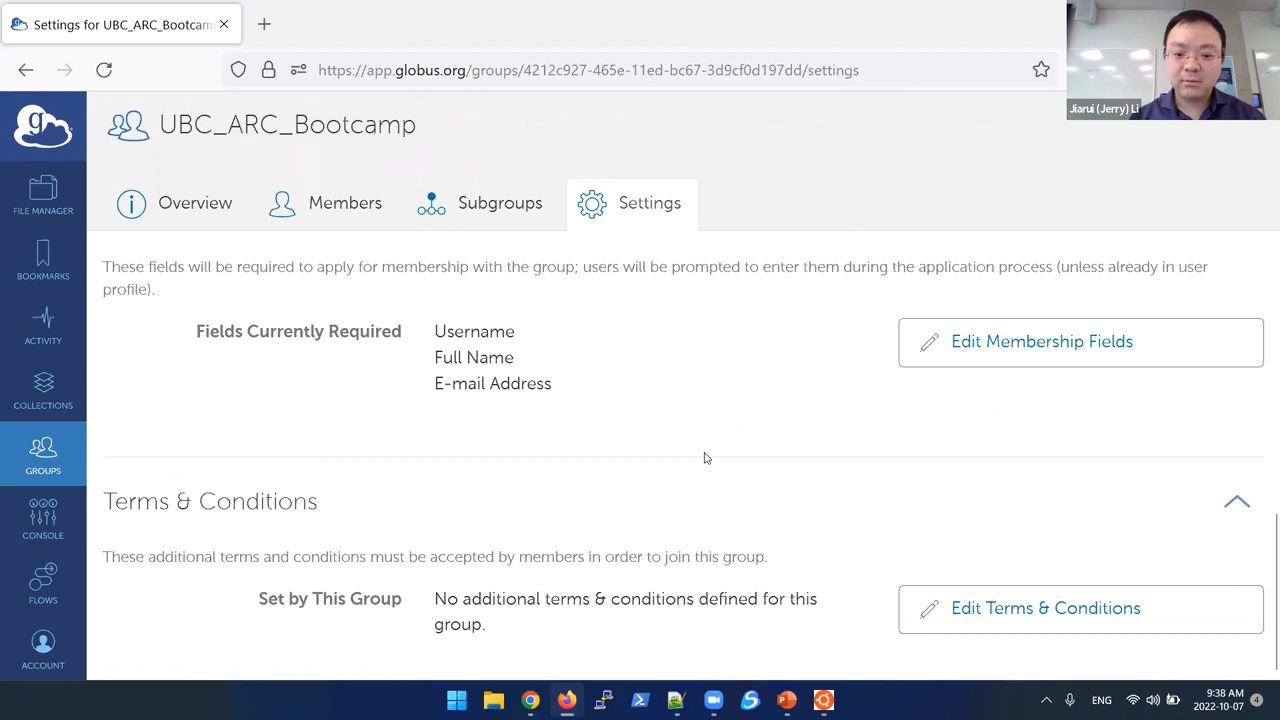 Settings for UBC_ARC_Bootcam
https://app.globus.org/groups/4212c927-465e-11ed-bc67-3d9cf0d197dd/settings
Jiarui (Jerry) Li
g
UBC_ARC_Bootcamp
Overview
Members
Subgroups
Settings
FILE MANAGER
BOOKMARKS
ACTIVITY
COLLECTIONS
GROUPS
CONSOLE
FLOWS
ACCOUNT
These fields will be required to apply for membership with the group; users will be prompted to enter them during the application process (unless already in user
profile).
Fields Currently Required
Username
Full Name
E-mail Address
Edit Membership Fields
Terms & Conditions
These additional terms and conditions must be accepted by members in order to join this group.
Set by This Group
No additional terms & conditions defined for this
group.
Edit Terms & Conditions
ENG
9:38 AM
2022-10-07
4